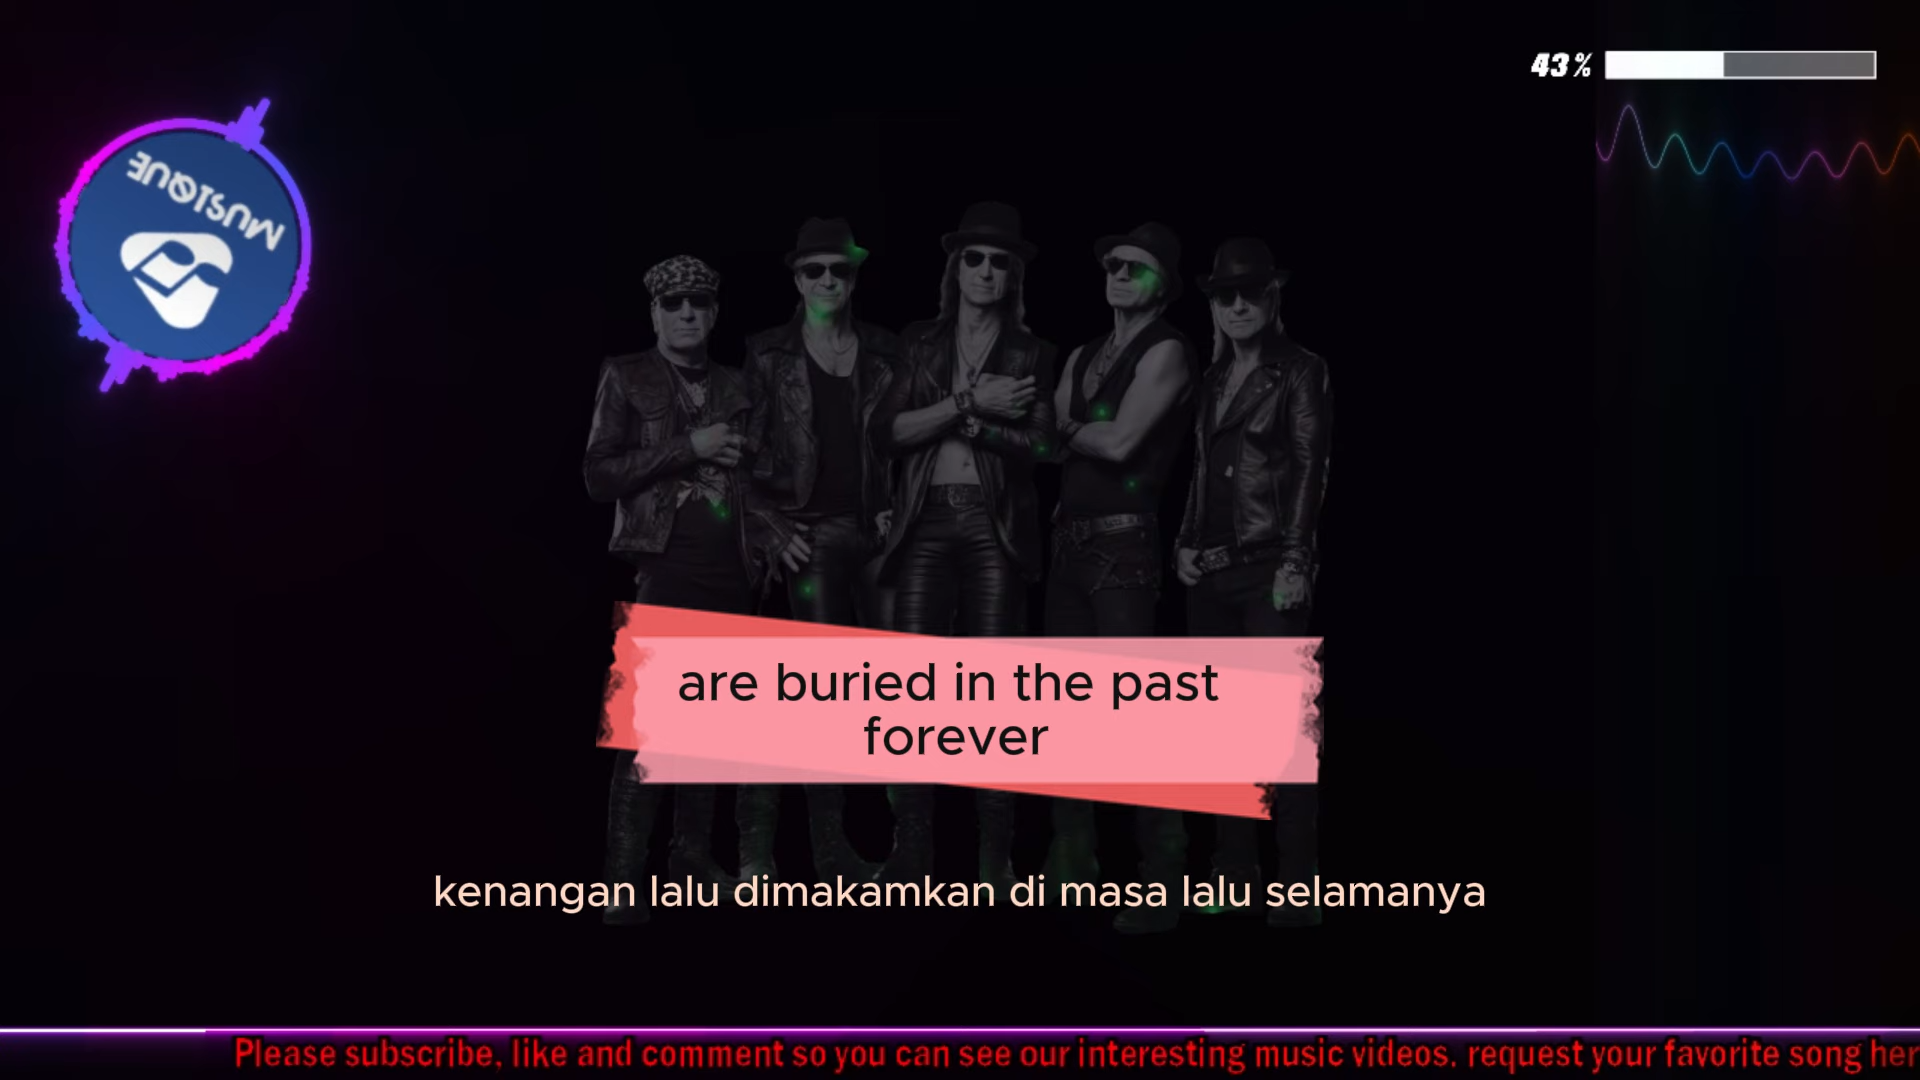 43%
MUSIQUE
are buried in the past
forever
kenangan lalu dimakamkan di masa lalu selamanya
Please subscribe, like and comment so you can see our interesting music videos. request your favorite song her